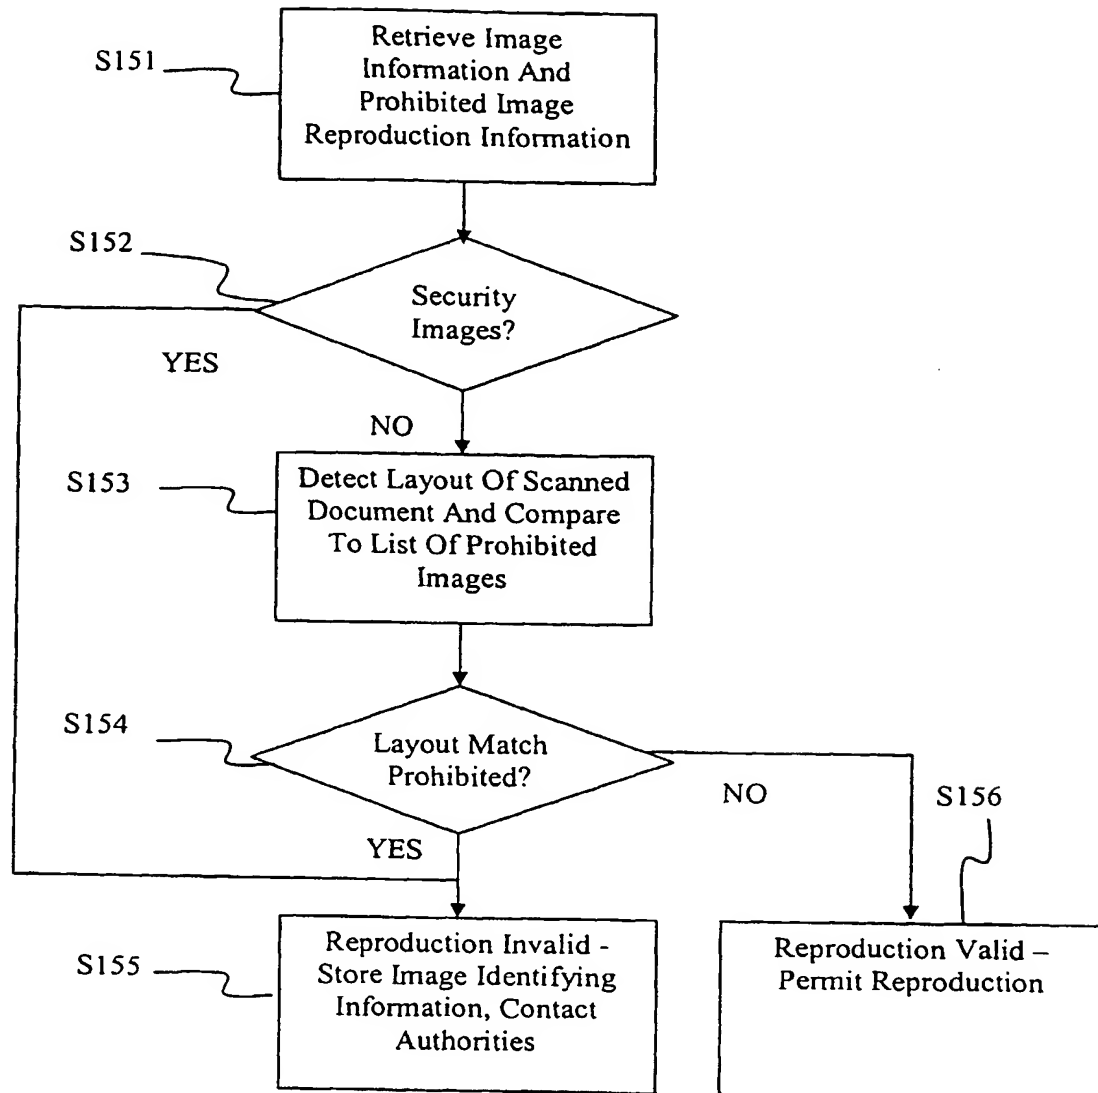 Retrieve Image
Information And
Prohibited Image
Reproduction Information
S151
S152
Security
Images?
YES
NO
S153
Detect Layout Of Scanned
Document And Compare
To List Of Prohibited
Images
S154
Layout Match
Prohibited?
NO
S156
YES
S155
Reproduction Invalid -
Store Image Identifying
Information, Contact
Authorities
Reproduction Valid –
Permit Reproduction